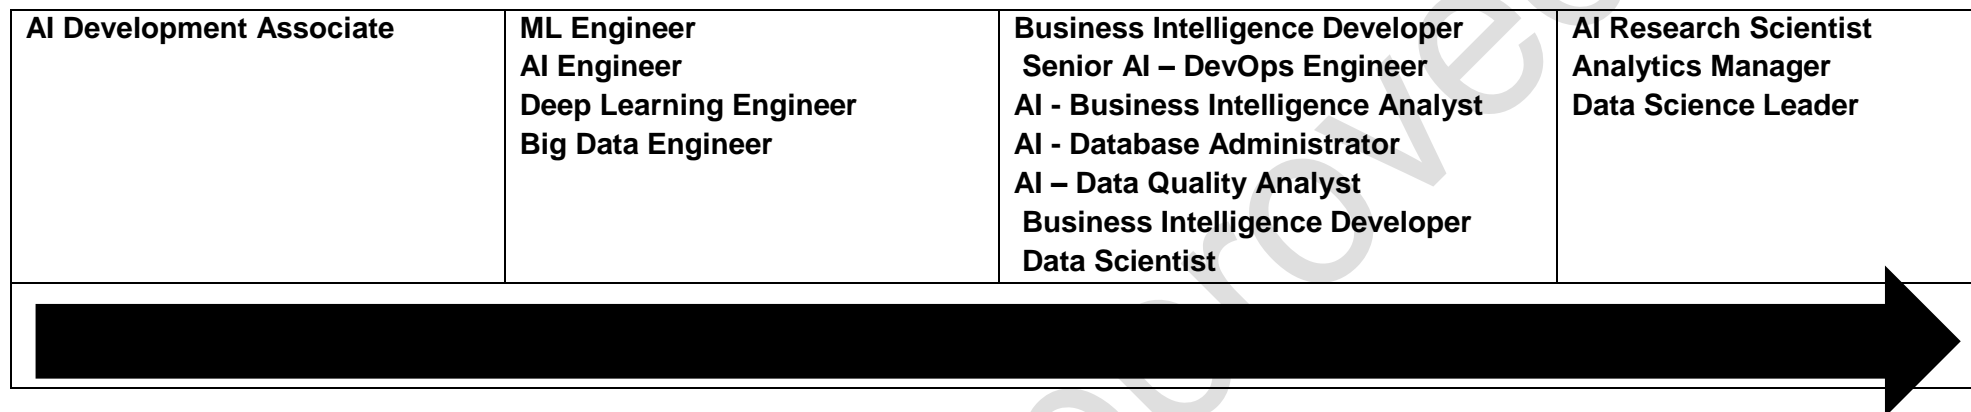 AI Development Associate
ML Engineer
AI Engineer
Deep Learning Engineer
Big Data Engineer
Business Intelligence Developer
Senior AI – DevOps Engineer
AI - Business Intelligence Analyst
AI - Database Administrator
AI – Data Quality Analyst
Business Intelligence Developer
Data Scientist
AI Research Scientist
Analytics Manager
Data Science Leader